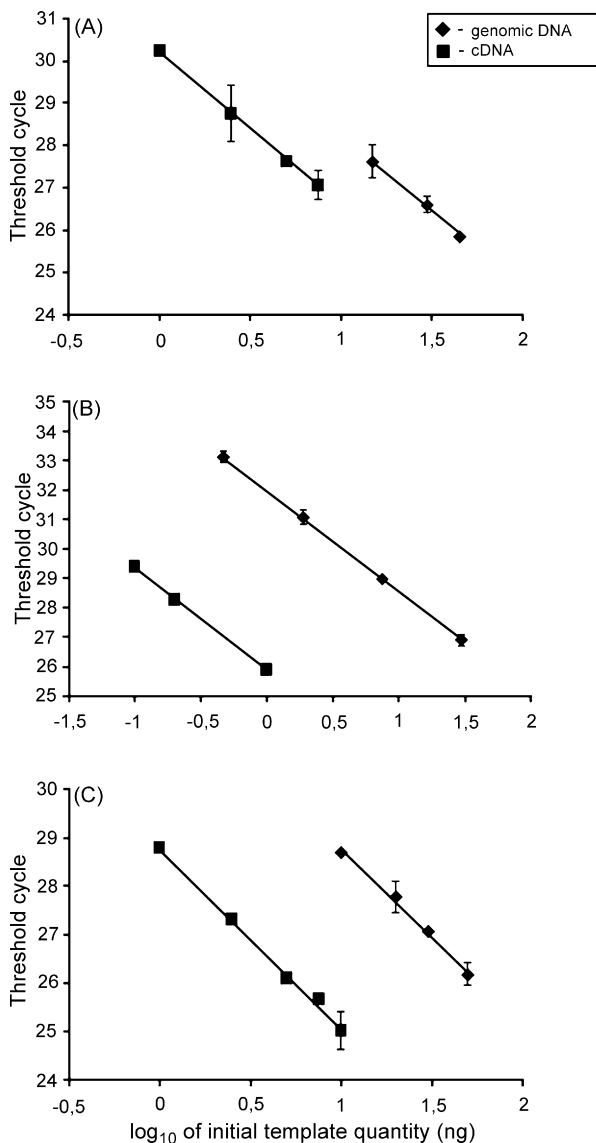 (A)
- genomic DNA
- cDNA
Threshold cycle
31
30
29
28
27
26
25
24
-0,5 0 0,5 1 1,5 2
(B)
Threshold cycle
35
34
33
32
31
30
29
28
27
26
25
-1,5 -1 -0,5 0 0,5 1 1,5 2
(C)
Threshold cycle
30
29
28
27
26
25
24
-0,5 0 0,5 1 1,5 2
log10 of initial template quantity (ng)